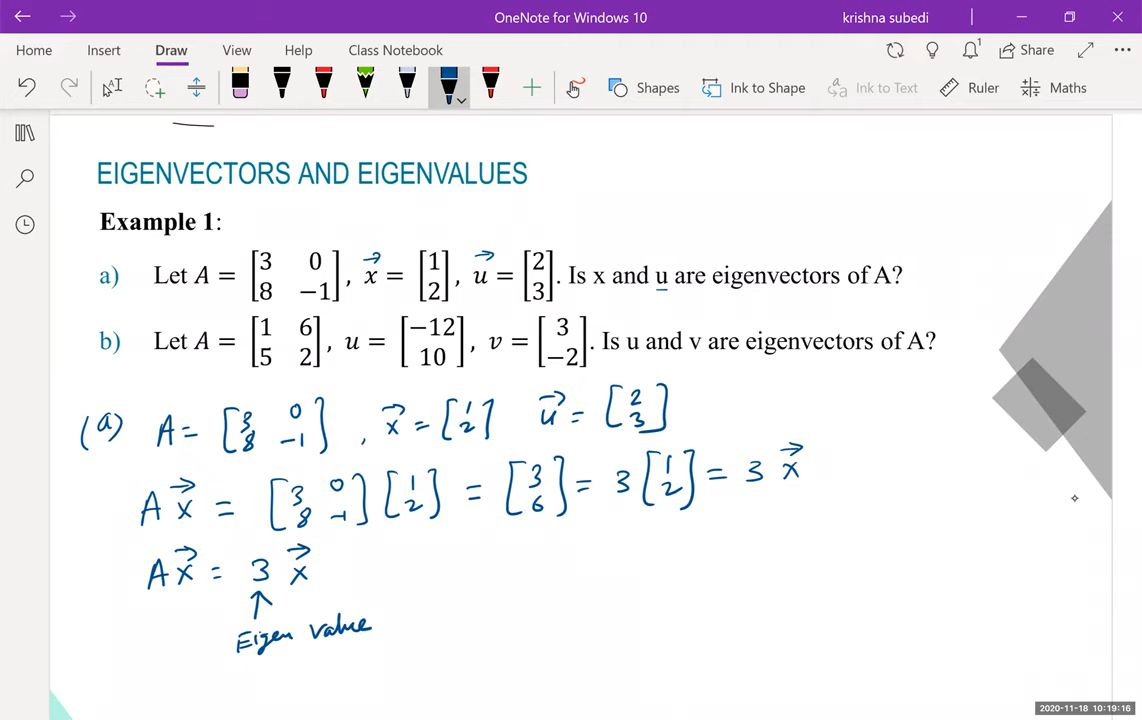 OneNote for Windows 10
krishna subedi
Home Insert Draw View Help Class Notebook
1 Share
Shapes Ink to Shape Ink to Text Ruler Maths
EIGENVECTORS AND EIGENVALUES
Example 1:
a) Let A = [3 0; 8 −1], x⃗ = [1; 2], u⃗ = [2; 3]. Is x and u are eigenvectors of A?
b) Let A = [1 6; 5 2], u = [−12; 10], v = [3; −2]. Is u and v are eigenvectors of A?
(a) A = [3 0; 8 -1], x⃗ = [1; 2] u⃗ = [2; 3]
A x⃗ = [3 0; 8 -1] [1; 2] = [3; 6] = 3 [1; 2] = 3 x⃗
A x⃗ = 3 x⃗
Eigen value
2020-11-18 10:19:16